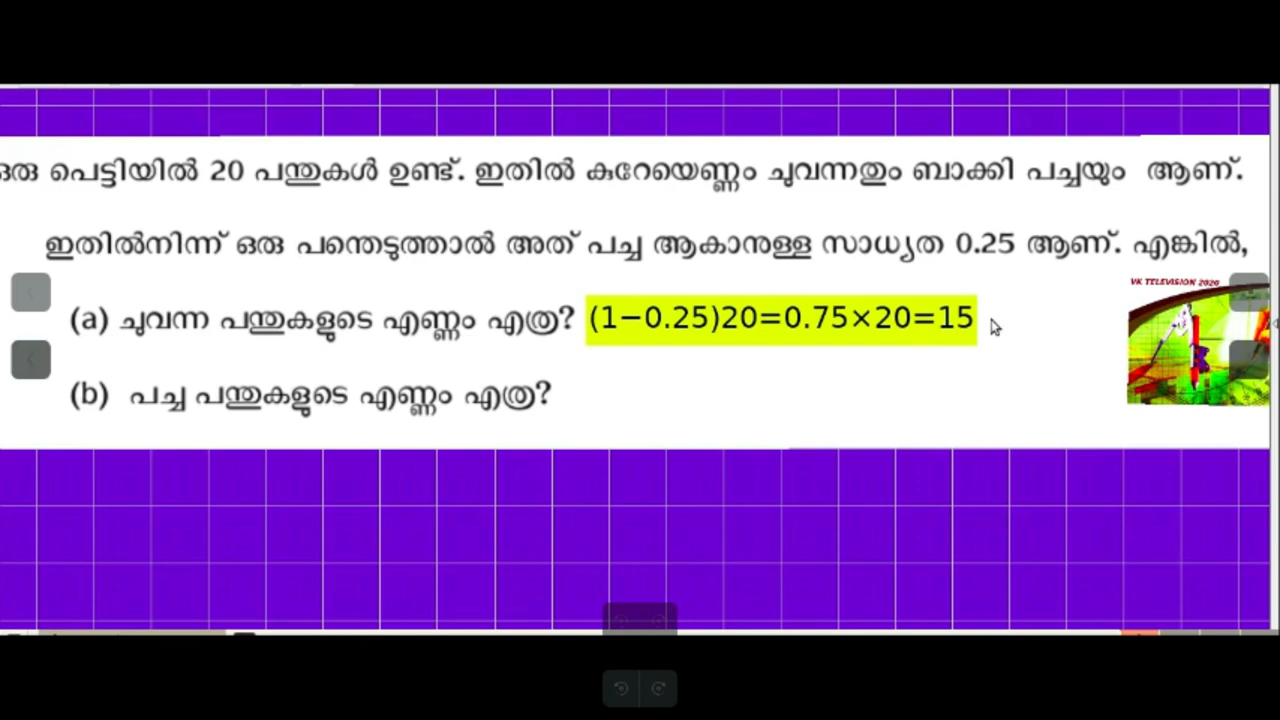 ഒരു പെട്ടിയിൽ 20 പന്തുകൾ ഉണ്ട്. ഇതിൽ കുറേയെണ്ണം ചുവന്നതും ബാക്കി പച്ചയും ആണ്.
ഇതിൽനിന്ന് ഒരു പന്തെടുത്താൽ അത് പച്ച ആകാനുള്ള സാധ്യത 0.25 ആണ്. എങ്കിൽ,
VK TELEVISION 2020
(a) ചുവന്ന പന്തുകളുടെ എണ്ണം എത്ര? (1−0.25)20=0.75×20=15
(b) പച്ച പന്തുകളുടെ എണ്ണം എത്ര?